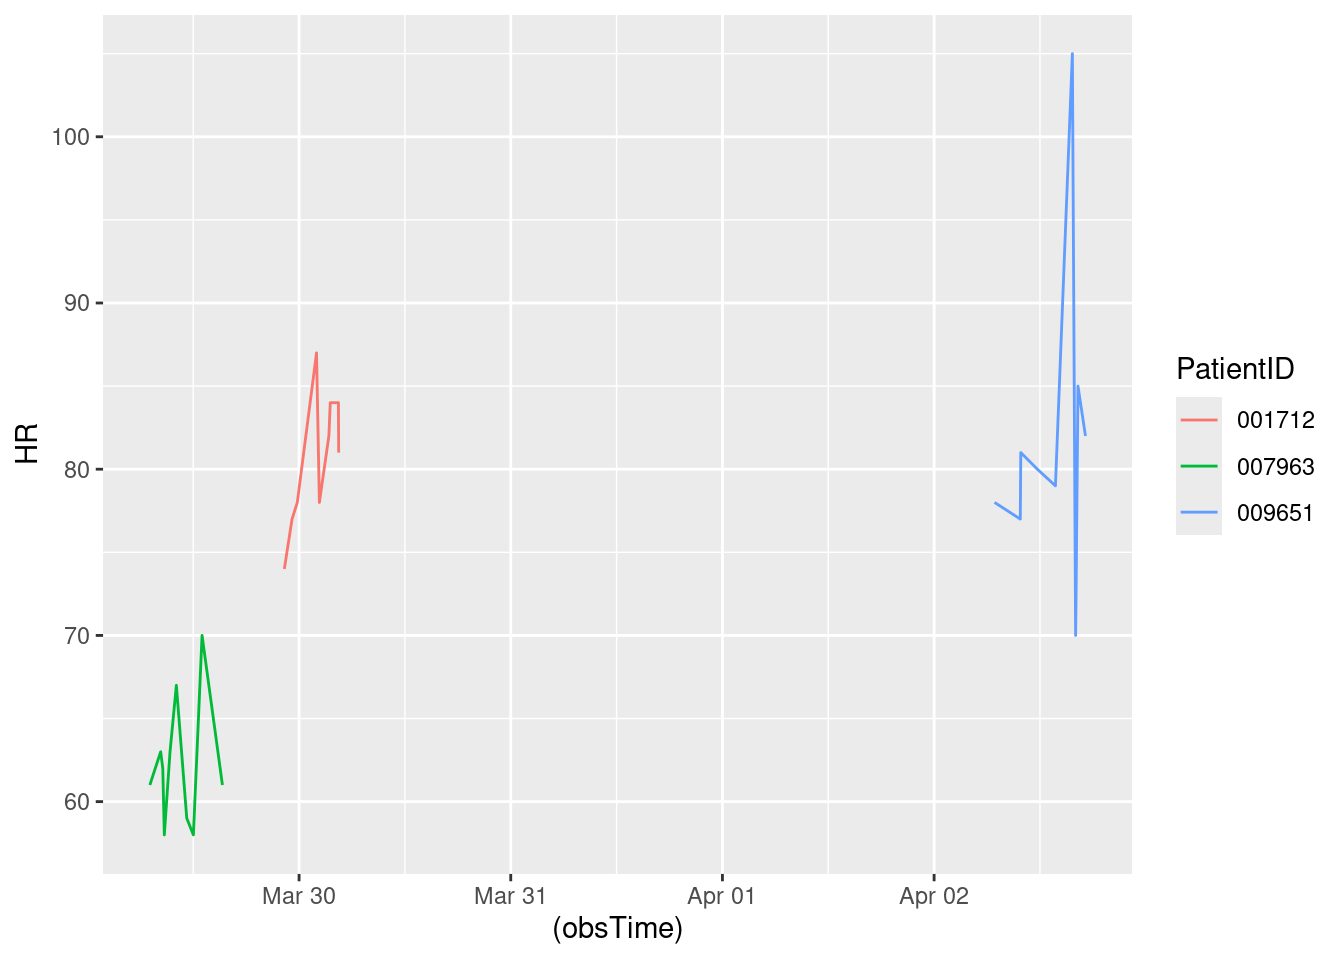 100
90
80
70
60
HR
Mar 30
Mar 31
Apr 01
Apr 02
(obsTime)
PatientID
001712
007963
009651